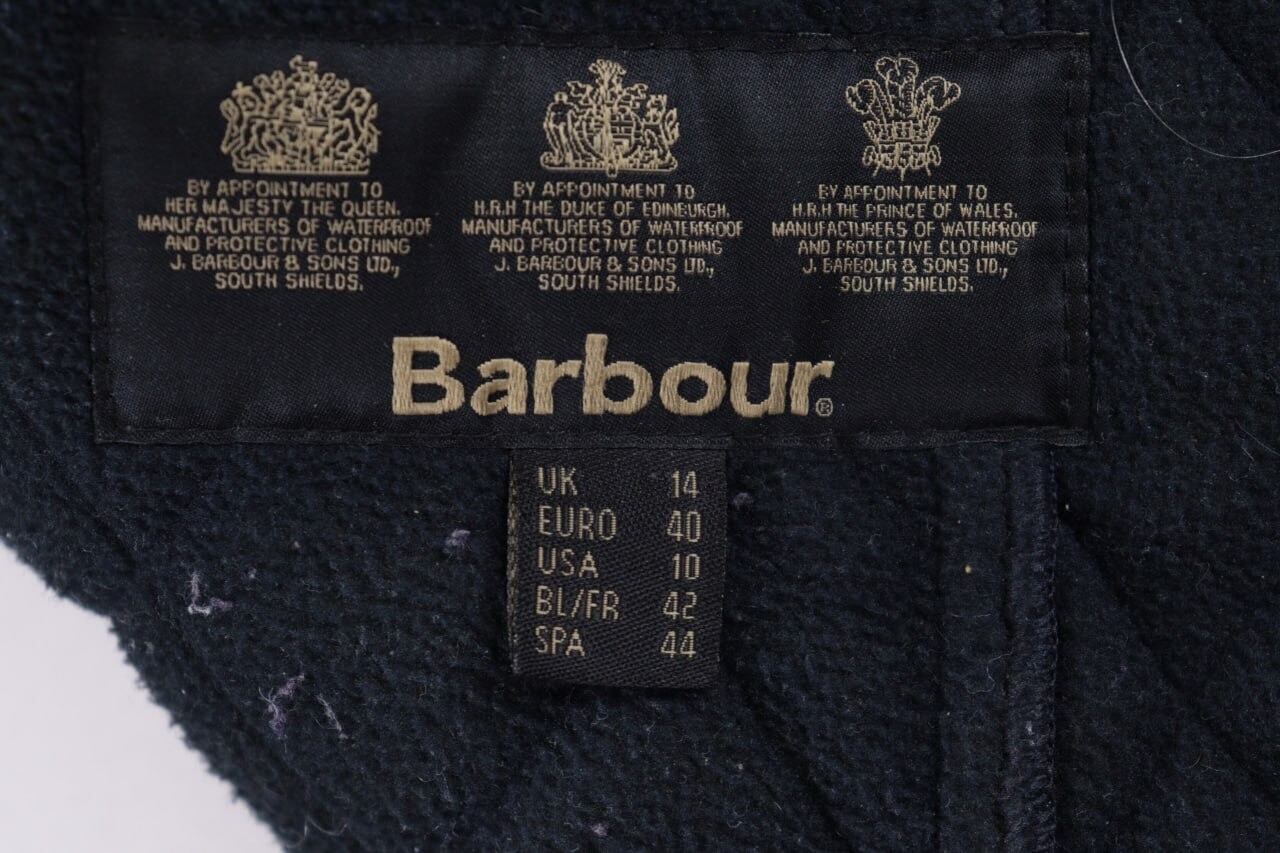 BY APPOINTMENT TO
HER MAJESTY THE QUEEN.
MANUFACTURERS OF WATERPROOF
AND PROTECTIVE CLOTHING
J. BARBOUR & SONS LTD.,
SOUTH SHIELDS.
BY APPOINTMENT TO
H.R.H THE DUKE OF EDINBURGH.
MANUFACTURERS OF WATERPROOF
AND PROTECTIVE CLOTHING
J. BARBOUR & SONS LTD.,
SOUTH SHIELDS.
BY APPOINTMENT TO
H.R.H THE PRINCE OF WALES.
MANUFACTURERS OF WATERPROOF
AND PROTECTIVE CLOTHING
J. BARBOUR & SONS LTD.,
SOUTH SHIELDS.
Barbour®
UK 14
EURO 40
USA 10
BL/FR 42
SPA 44